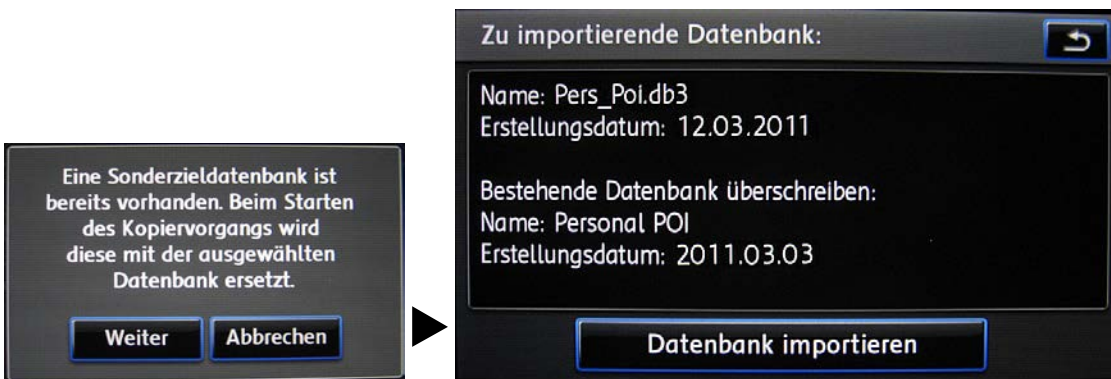 Eine Sonderzieldatenbank ist
bereits vorhanden. Beim Starten
des Kopiervorgangs wird
diese mit der ausgewählten
Datenbank ersetzt.
Weiter
Abbrechen
Zu importierende Datenbank:
Name: Pers_Poi.db3
Erstellungsdatum: 12.03.2011
Bestehende Datenbank überschreiben:
Name: Personal POI
Erstellungsdatum: 2011.03.03
Datenbank importieren